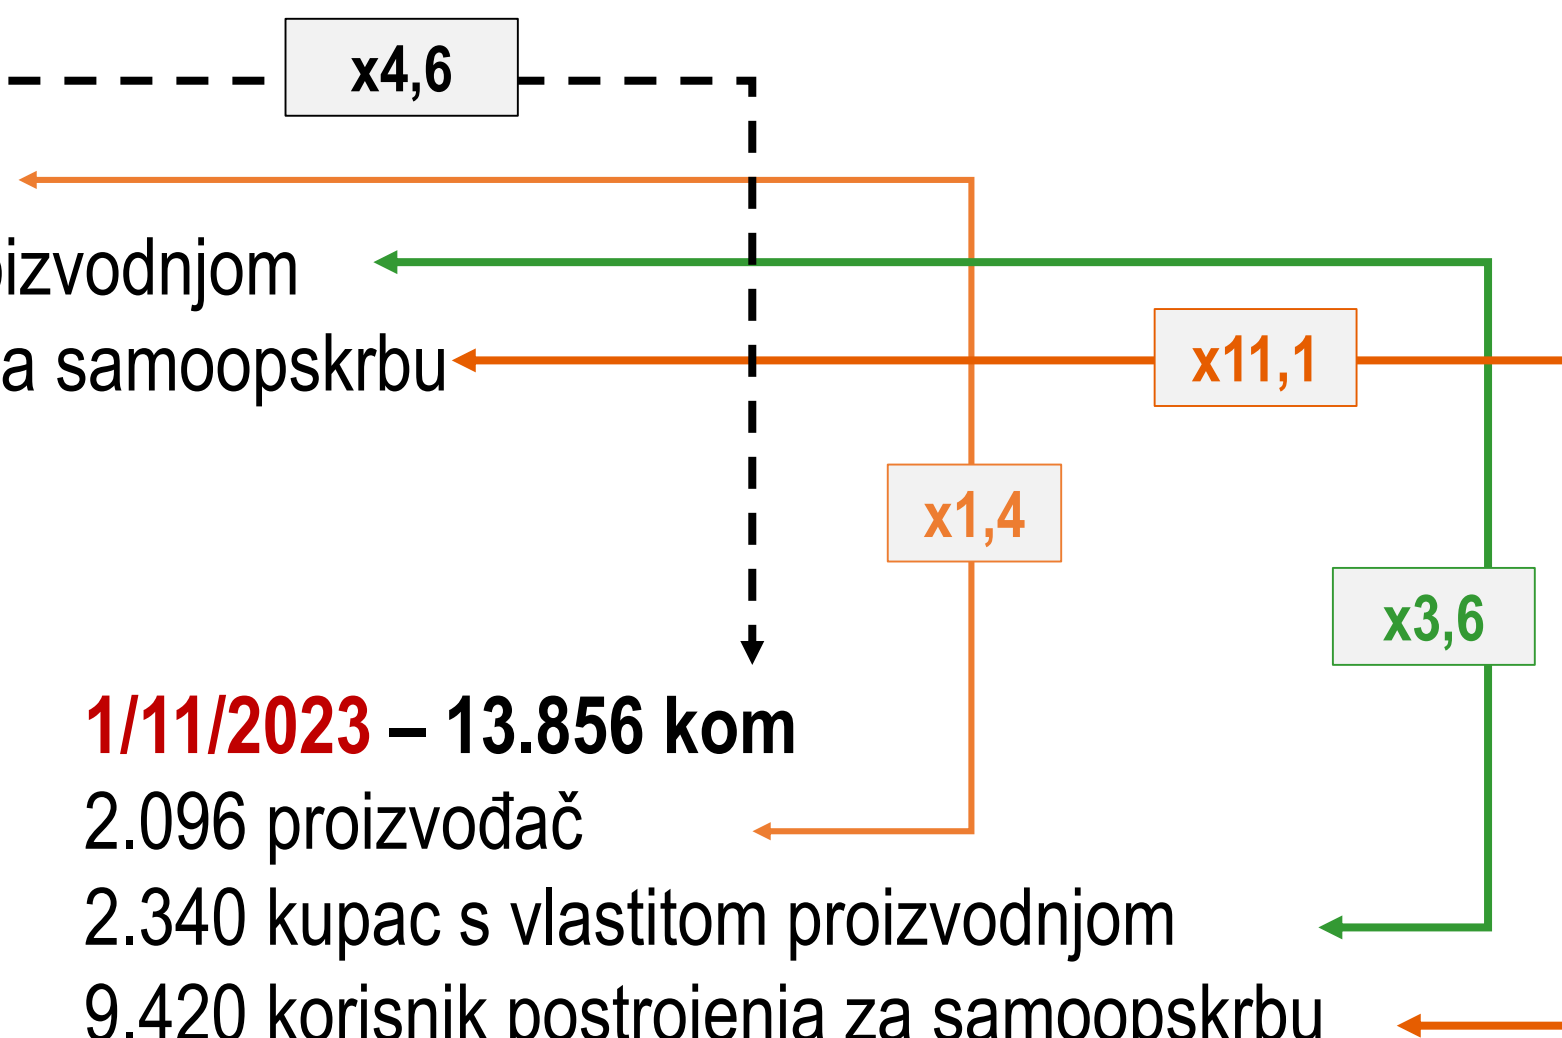 x4,6
oizvodnjom
a samoopskrbu
x11,1
x1,4
x3,6
1/11/2023 – 13.856 kom
2.096 proizvođač
2.340 kupac s vlastitom proizvodnjom
9.420 korisnik postrojenja za samoopskrbu